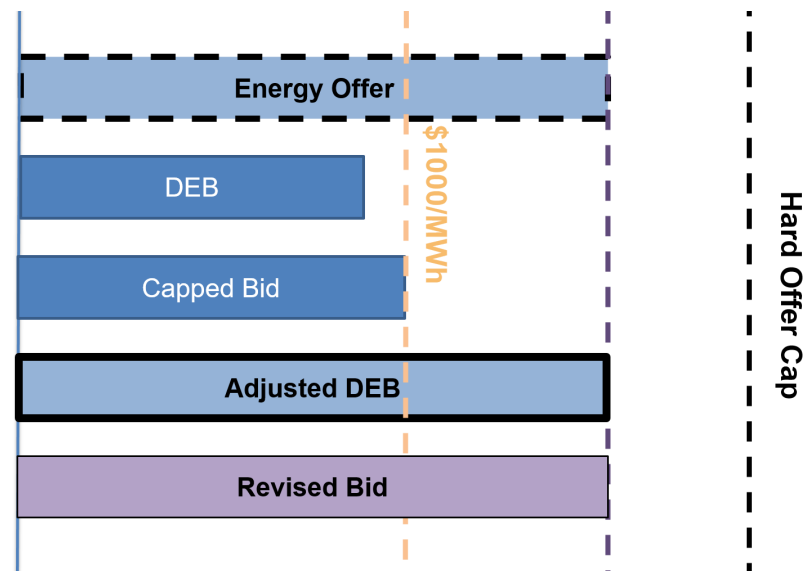 Energy Offer
$1000/MWh
DEB
Capped Bid
Adjusted DEB
Revised Bid
Hard Offer Cap